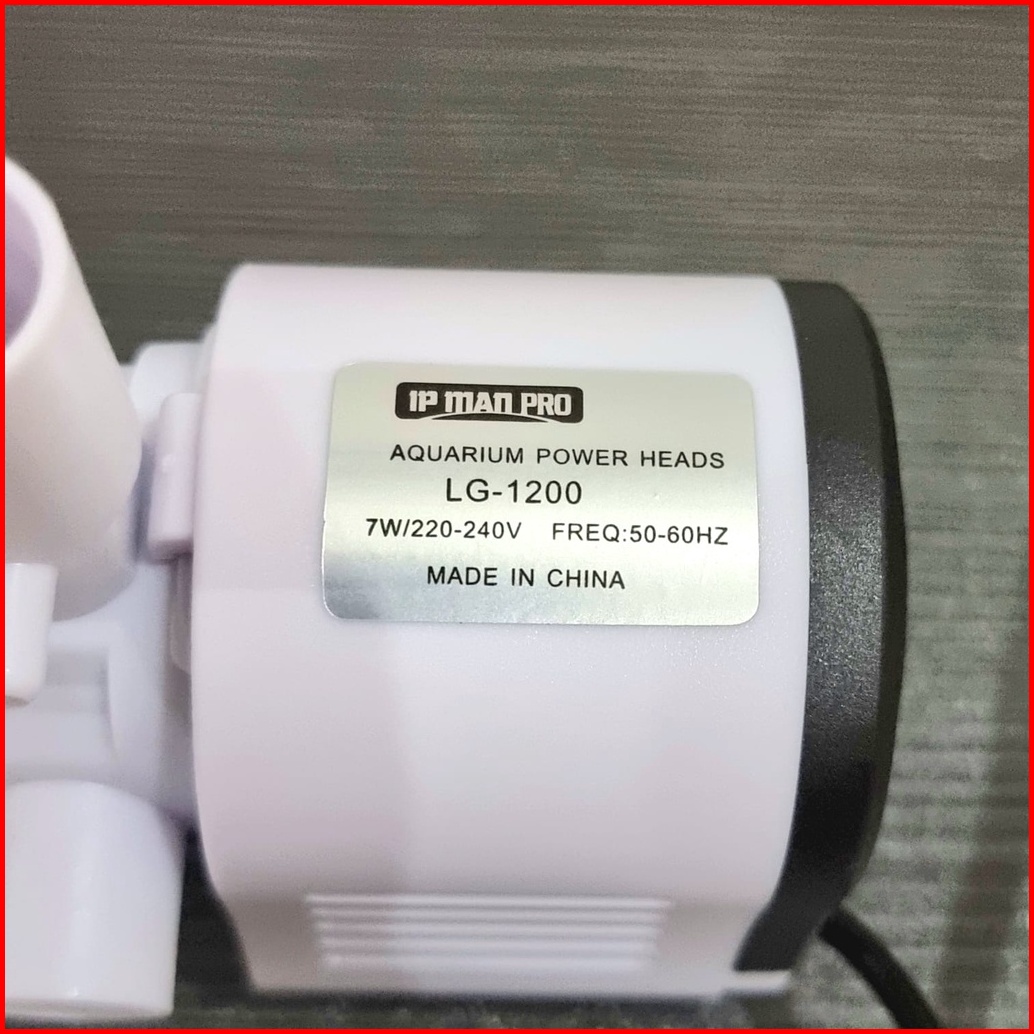 IP MAN PRO
AQUARIUM POWER HEADS
LG-1200
7W/220-240V FREQ:50-60HZ
MADE IN CHINA